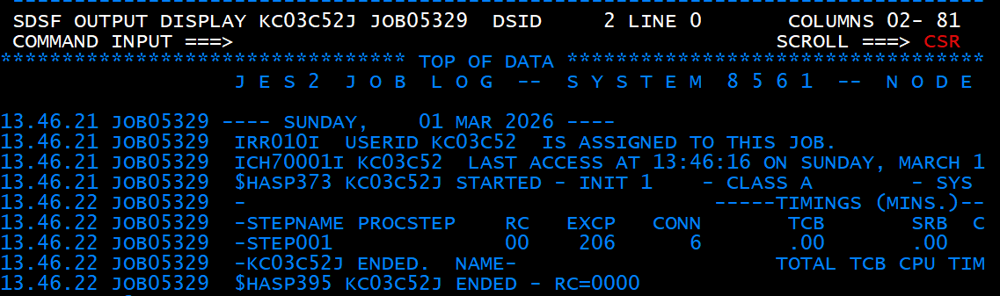 SDSF OUTPUT DISPLAY KC03C52J JOB05329  DSID     2 LINE 0       COLUMNS 02- 81
COMMAND INPUT ===>                                            SCROLL ===> CSR
********************************* TOP OF DATA **********************************
                   J E S 2  J O B  L O G  --  S Y S T E M  8 5 6 1  --  N O D E
13.46.21 JOB05329 ---- SUNDAY,    01 MAR 2026 ----
13.46.21 JOB05329  IRR010I  USERID KC03C52  IS ASSIGNED TO THIS JOB.
13.46.21 JOB05329  ICH70001I KC03C52  LAST ACCESS AT 13:46:16 ON SUNDAY, MARCH 1
13.46.21 JOB05329  $HASP373 KC03C52J STARTED - INIT 1    - CLASS A        - SYS
13.46.22 JOB05329  -                                      -----TIMINGS (MINS.)--
13.46.22 JOB05329  -STEPNAME PROCSTEP    RC   EXCP   CONN       TCB       SRB  C
13.46.22 JOB05329  -STEP001              00    206      6       .00       .00
13.46.22 JOB05329  -KC03C52J ENDED.  NAME-                     TOTAL TCB CPU TIM
13.46.22 JOB05329  $HASP395 KC03C52J ENDED - RC=0000